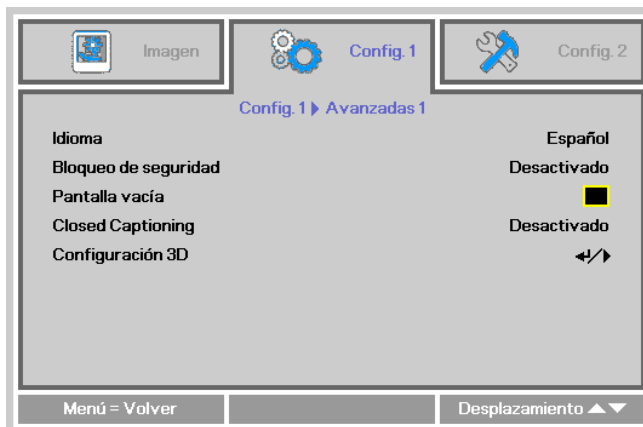 Imagen
Config. 1
Config. 2
Config. 1 Avanzadas 1
Idioma Español
Bloqueo de seguridad Desactivado
Pantalla vacía
Closed Captioning Desactivado
Configuración 3D
Menú = Volver
Desplazamiento ▲▼